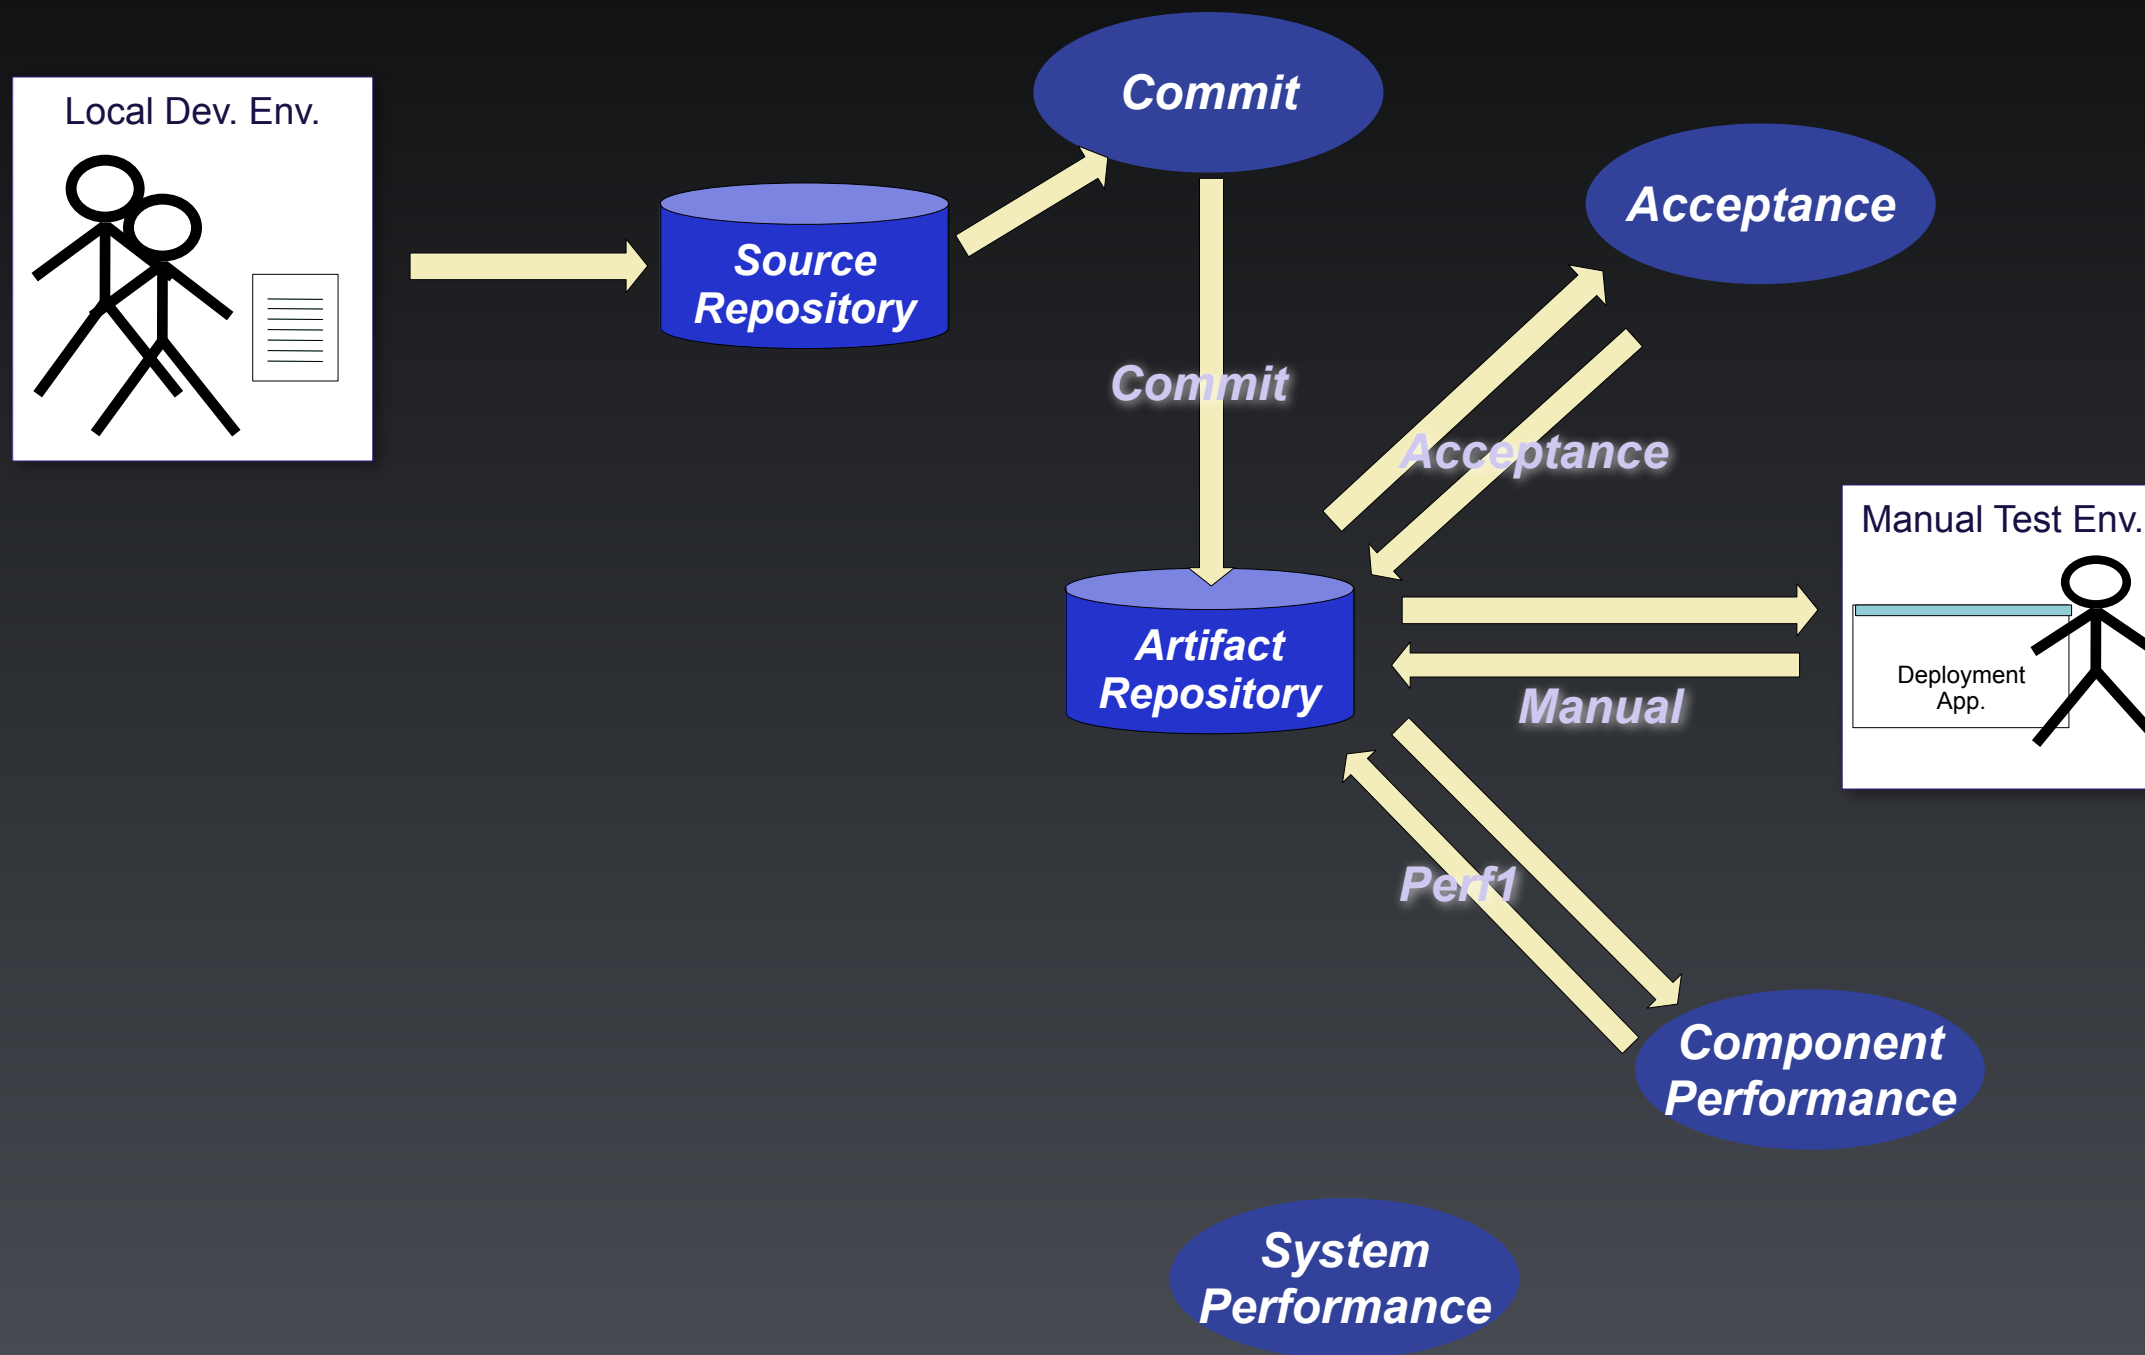 Commit
Local Dev. Env.
Acceptance
Source
Repository
Commit
Acceptance
Manual Test Env.
Artifact
Repository
Deployment
App.
Manual
Perf1
Component
Performance
System
Performance